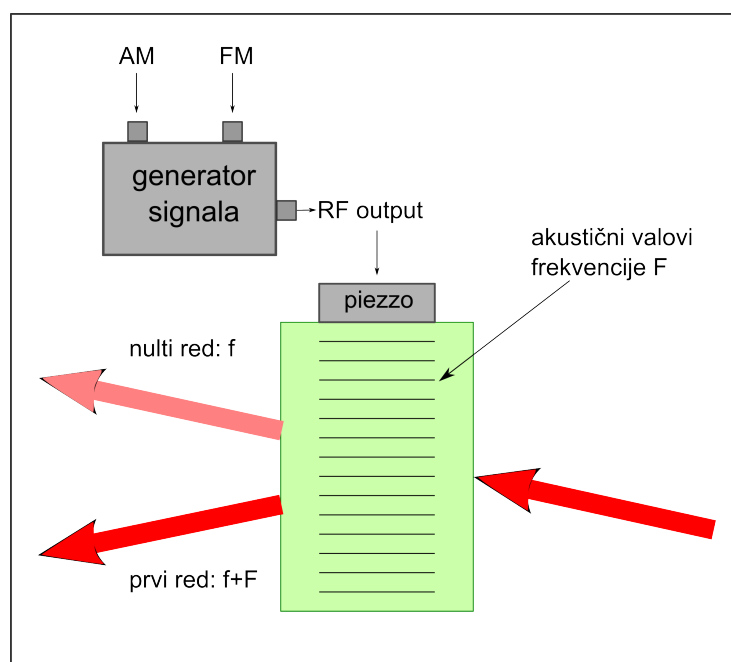 AM
FM
generator
signala
RF output
akustični valovi
frekvencije F
piezzo
nulti red: f
prvi red: f+F